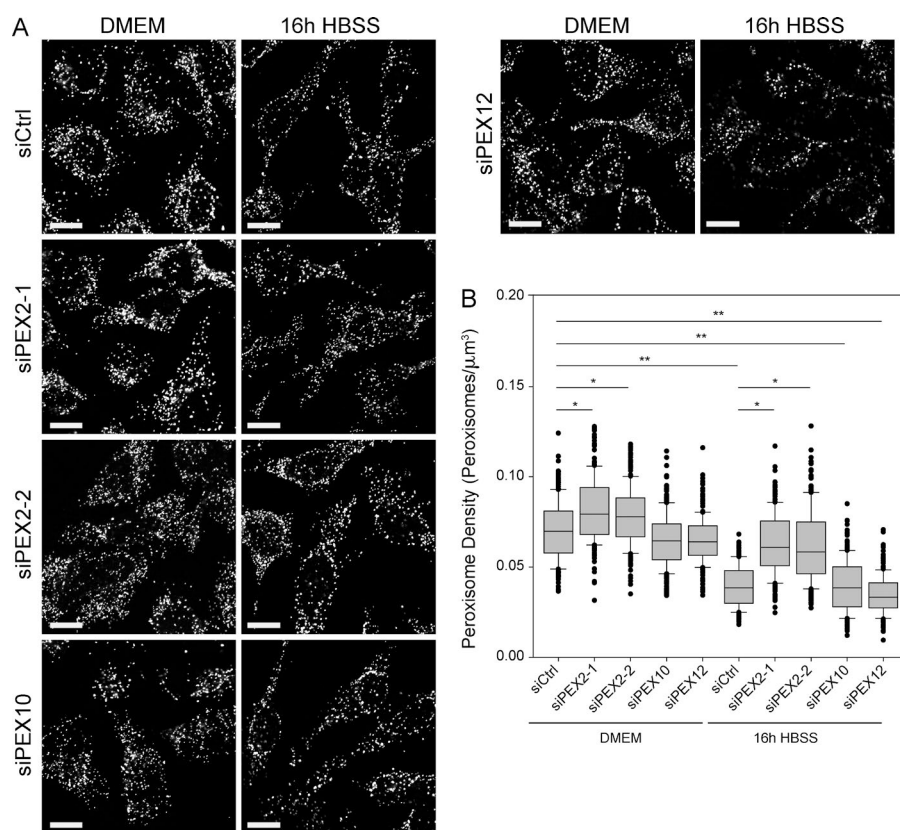 A
DMEM
16h HBSS
siCtrl
siPEX2-1
siPEX2-2
siPEX10
DMEM
16h HBSS
siPEX12
B
Peroxisome Density (Peroxisomes/μm³)
0.20
0.15
0.10
0.05
0.00
**
**
**
* *
* *
siCtrl siPEX2-1 siPEX2-2 siPEX10 siPEX12 siCtrl siPEX2-1 siPEX2-2 siPEX10 siPEX12
DMEM 16h HBSS